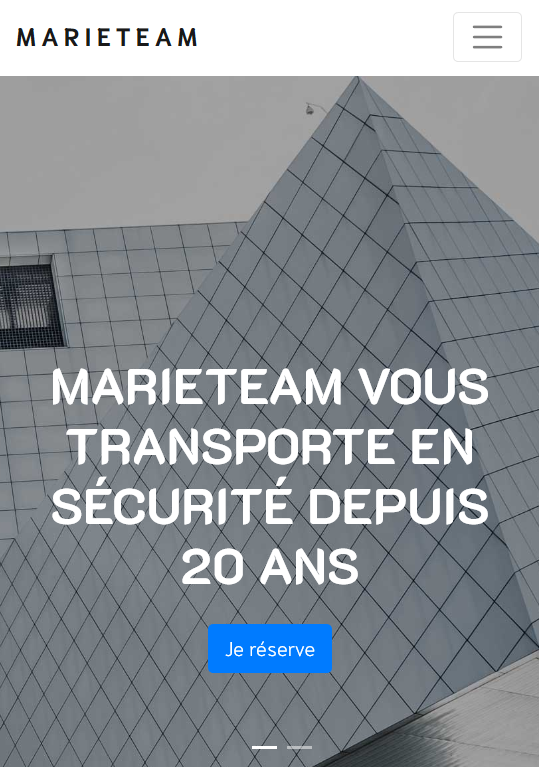 MARIETEAM
MARIETEAM VOUS
TRANSPORTE EN
SÉCURITÉ DEPUIS
20 ANS
Je réserve